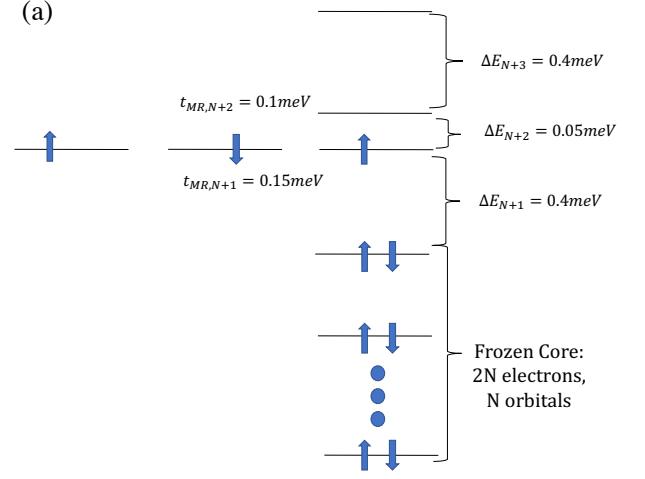 (a)
ΔE_{N+3} = 0.4meV
t_{MR,N+2} = 0.1meV
ΔE_{N+2} = 0.05meV
t_{MR,N+1} = 0.15meV
ΔE_{N+1} = 0.4meV
Frozen Core:
2N electrons,
N orbitals